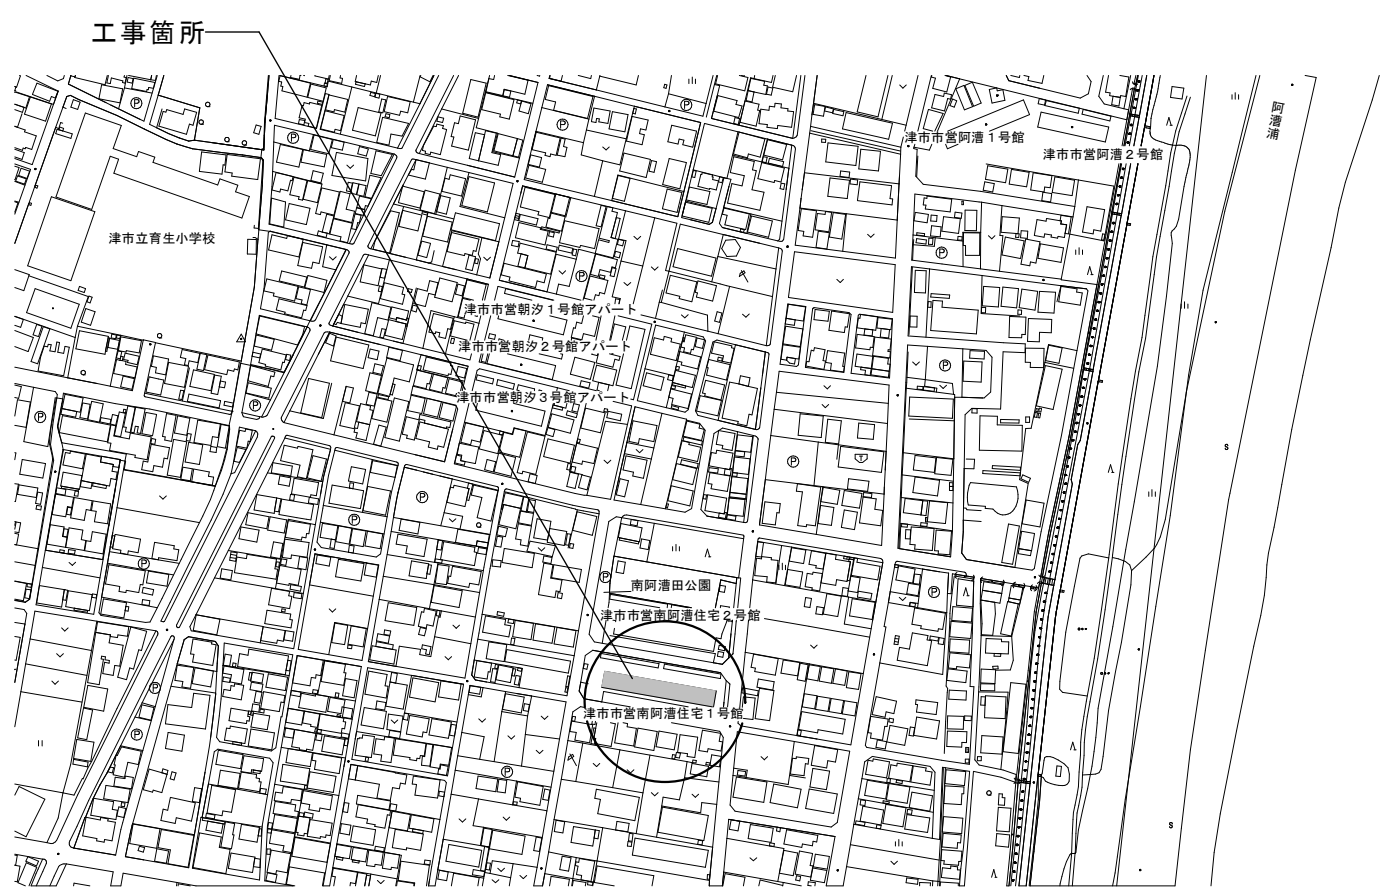 工事箇所
阿漕浦
津市市営阿漕１号館
津市市営阿漕２号館
津市立育生小学校
津市市営朝汐１号館アパート
津市市営朝汐２号館アパート
津市市営朝汐３号館アパート
南阿漕田公園
津市市営南阿漕住宅２号館
津市市営南阿漕住宅１号館